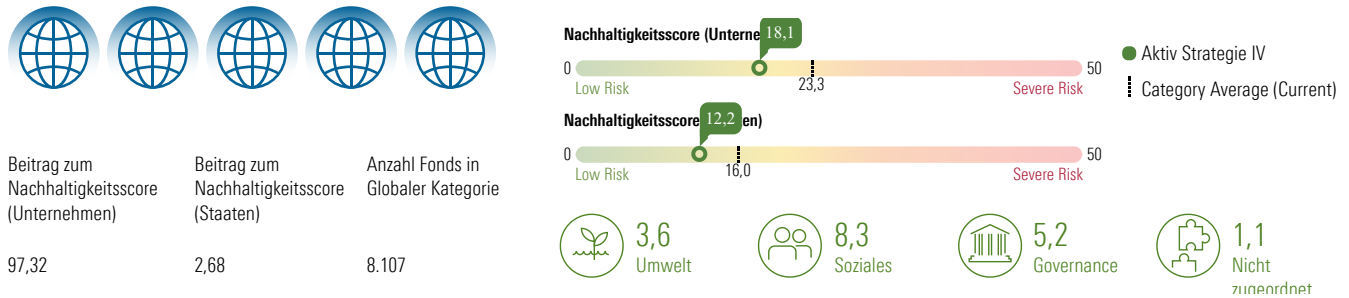 Beitrag zum
Nachhaltigkeitsscore
(Unternehmen)
97,32
Beitrag zum
Nachhaltigkeitsscore
(Staaten)
2,68
Anzahl Fonds in
Globaler Kategorie
8.107
Nachhaltigkeitsscore (Unterne
18,1
0
50
Low Risk
23,3
Severe Risk
Nachhaltigkeitsscore
12,2
en)
0
50
Low Risk
16,0
Severe Risk
Aktiv Strategie IV
Category Average (Current)
3,6
Umwelt
8,3
Soziales
5,2
Governance
1,1
Nicht
zugeordnet